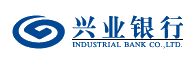 兴业银行
INDUSTRIAL BANK CO.,LTD.